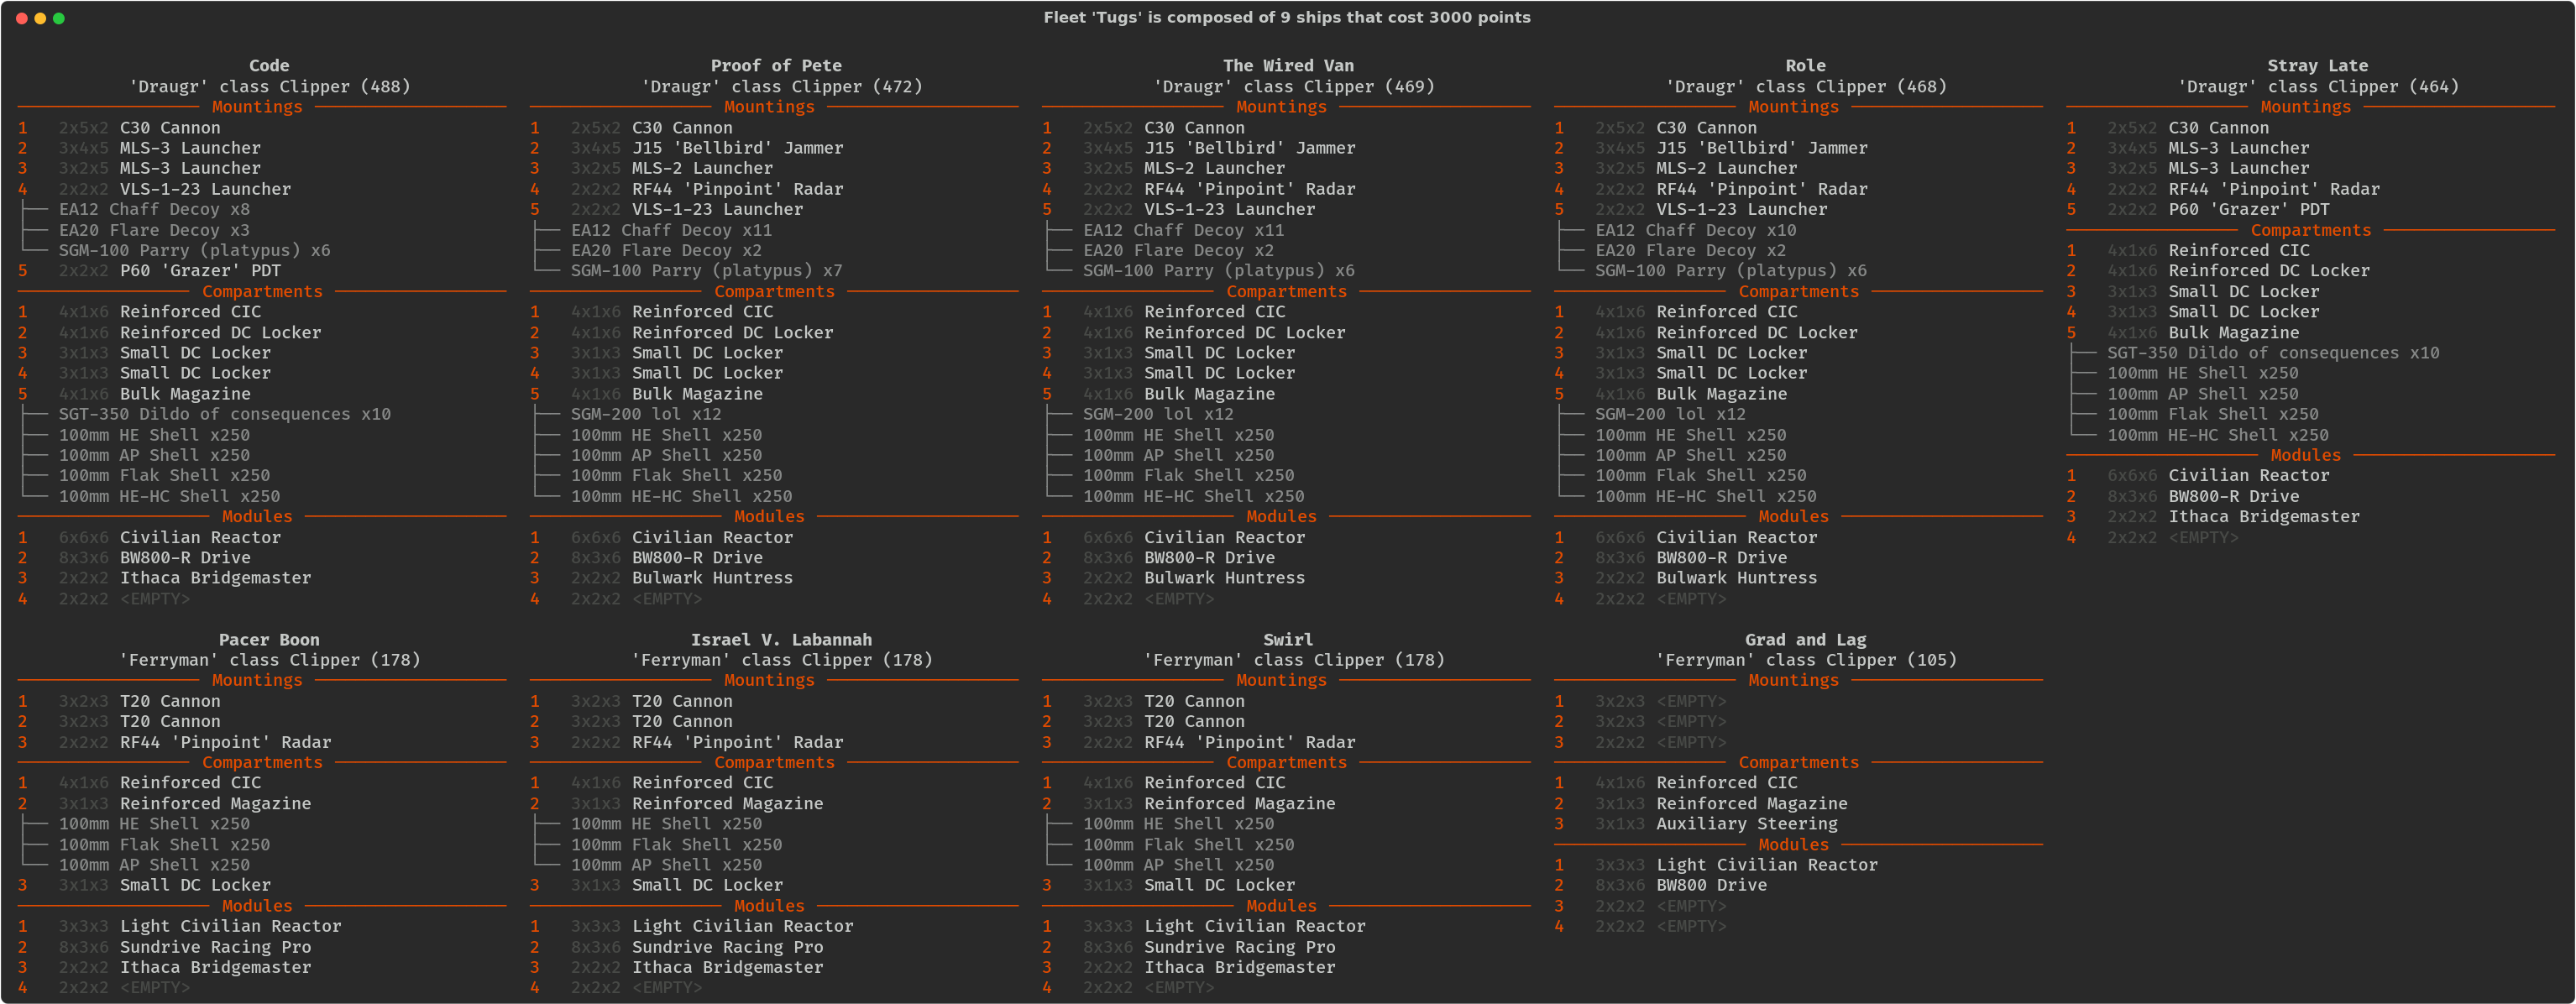 Fleet 'Tugs' is composed of 9 ships that cost 3000 points
Code
'Draugr' class Clipper (488)
Mountings
1 2x5x2 C30 Cannon
2 3x4x5 MLS-3 Launcher
3 3x2x5 MLS-3 Launcher
4 2x2x2 VLS-1-23 Launcher
EA12 Chaff Decoy x8
EA20 Flare Decoy x3
SGM-100 Parry (platypus) x6
5 2x2x2 P60 'Grazer' PDT
Compartments
1 4x1x6 Reinforced CIC
2 4x1x6 Reinforced DC Locker
3 3x1x3 Small DC Locker
4 3x1x3 Small DC Locker
5 4x1x6 Bulk Magazine
SGT-350 Dildo of consequences x10
100mm HE Shell x250
100mm AP Shell x250
100mm Flak Shell x250
100mm HE-HC Shell x250
Modules
1 6x6x6 Civilian Reactor
2 8x3x6 BW800-R Drive
3 2x2x2 Ithaca Bridgemaster
4 2x2x2 <EMPTY>
Proof of Pete
'Draugr' class Clipper (472)
Mountings
1 2x5x2 C30 Cannon
2 3x4x5 J15 'Bellbird' Jammer
3 3x2x5 MLS-2 Launcher
4 2x2x2 RF44 'Pinpoint' Radar
5 2x2x2 VLS-1-23 Launcher
EA12 Chaff Decoy x11
EA20 Flare Decoy x2
SGM-100 Parry (platypus) x7
Compartments
1 4x1x6 Reinforced CIC
2 4x1x6 Reinforced DC Locker
3 3x1x3 Small DC Locker
4 3x1x3 Small DC Locker
5 4x1x6 Bulk Magazine
SGM-200 lol x12
100mm HE Shell x250
100mm AP Shell x250
100mm Flak Shell x250
100mm HE-HC Shell x250
Modules
1 6x6x6 Civilian Reactor
2 8x3x6 BW800-R Drive
3 2x2x2 Bulwark Huntress
4 2x2x2 <EMPTY>
The Wired Van
'Draugr' class Clipper (469)
Mountings
1 2x5x2 C30 Cannon
2 3x4x5 J15 'Bellbird' Jammer
3 3x2x5 MLS-2 Launcher
4 2x2x2 RF44 'Pinpoint' Radar
5 2x2x2 VLS-1-23 Launcher
EA12 Chaff Decoy x11
EA20 Flare Decoy x2
SGM-100 Parry (platypus) x6
Compartments
1 4x1x6 Reinforced CIC
2 4x1x6 Reinforced DC Locker
3 3x1x3 Small DC Locker
4 3x1x3 Small DC Locker
5 4x1x6 Bulk Magazine
SGM-200 lol x12
100mm HE Shell x250
100mm AP Shell x250
100mm Flak Shell x250
100mm HE-HC Shell x250
Modules
1 6x6x6 Civilian Reactor
2 8x3x6 BW800-R Drive
3 2x2x2 Bulwark Huntress
4 2x2x2 <EMPTY>
Role
'Draugr' class Clipper (468)
Mountings
1 2x5x2 C30 Cannon
2 3x4x5 J15 'Bellbird' Jammer
3 3x2x5 MLS-2 Launcher
4 2x2x2 RF44 'Pinpoint' Radar
5 2x2x2 VLS-1-23 Launcher
EA12 Chaff Decoy x10
EA20 Flare Decoy x2
SGM-100 Parry (platypus) x6
Compartments
1 4x1x6 Reinforced CIC
2 4x1x6 Reinforced DC Locker
3 3x1x3 Small DC Locker
4 3x1x3 Small DC Locker
5 4x1x6 Bulk Magazine
SGM-200 lol x12
100mm HE Shell x250
100mm AP Shell x250
100mm Flak Shell x250
100mm HE-HC Shell x250
Modules
1 6x6x6 Civilian Reactor
2 8x3x6 BW800-R Drive
3 2x2x2 Bulwark Huntress
4 2x2x2 <EMPTY>
Stray Late
'Draugr' class Clipper (464)
Mountings
1 2x5x2 C30 Cannon
2 3x4x5 MLS-3 Launcher
3 3x2x5 MLS-3 Launcher
4 2x2x2 RF44 'Pinpoint' Radar
5 2x2x2 P60 'Grazer' PDT
Compartments
1 4x1x6 Reinforced CIC
2 4x1x6 Reinforced DC Locker
3 3x1x3 Small DC Locker
4 3x1x3 Small DC Locker
5 4x1x6 Bulk Magazine
SGT-350 Dildo of consequences x10
100mm HE Shell x250
100mm AP Shell x250
100mm Flak Shell x250
100mm HE-HC Shell x250
Modules
1 6x6x6 Civilian Reactor
2 8x3x6 BW800-R Drive
3 2x2x2 Ithaca Bridgemaster
4 2x2x2 <EMPTY>
Pacer Boon
'Ferryman' class Clipper (178)
Mountings
1 3x2x3 T20 Cannon
2 3x2x3 T20 Cannon
3 2x2x2 RF44 'Pinpoint' Radar
Compartments
1 4x1x6 Reinforced CIC
2 3x1x3 Reinforced Magazine
100mm HE Shell x250
100mm Flak Shell x250
100mm AP Shell x250
3 3x1x3 Small DC Locker
Modules
1 3x3x3 Light Civilian Reactor
2 8x3x6 Sundrive Racing Pro
3 2x2x2 Ithaca Bridgemaster
4 2x2x2 <EMPTY>
Israel V. Labannah
'Ferryman' class Clipper (178)
Mountings
1 3x2x3 T20 Cannon
2 3x2x3 T20 Cannon
3 2x2x2 RF44 'Pinpoint' Radar
Compartments
1 4x1x6 Reinforced CIC
2 3x1x3 Reinforced Magazine
100mm HE Shell x250
100mm Flak Shell x250
100mm AP Shell x250
3 3x1x3 Small DC Locker
Modules
1 3x3x3 Light Civilian Reactor
2 8x3x6 Sundrive Racing Pro
3 2x2x2 Ithaca Bridgemaster
4 2x2x2 <EMPTY>
Swirl
'Ferryman' class Clipper (178)
Mountings
1 3x2x3 T20 Cannon
2 3x2x3 T20 Cannon
3 2x2x2 RF44 'Pinpoint' Radar
Compartments
1 4x1x6 Reinforced CIC
2 3x1x3 Reinforced Magazine
100mm HE Shell x250
100mm Flak Shell x250
100mm AP Shell x250
3 3x1x3 Small DC Locker
Modules
1 3x3x3 Light Civilian Reactor
2 8x3x6 Sundrive Racing Pro
3 2x2x2 Ithaca Bridgemaster
4 2x2x2 <EMPTY>
Grad and Lag
'Ferryman' class Clipper (105)
Mountings
1 3x2x3 <EMPTY>
2 3x2x3 <EMPTY>
3 2x2x2 <EMPTY>
Compartments
1 4x1x6 Reinforced CIC
2 3x1x3 Reinforced Magazine
3 3x1x3 Auxiliary Steering
Modules
1 3x3x3 Light Civilian Reactor
2 8x3x6 BW800 Drive
3 2x2x2 <EMPTY>
4 2x2x2 <EMPTY>